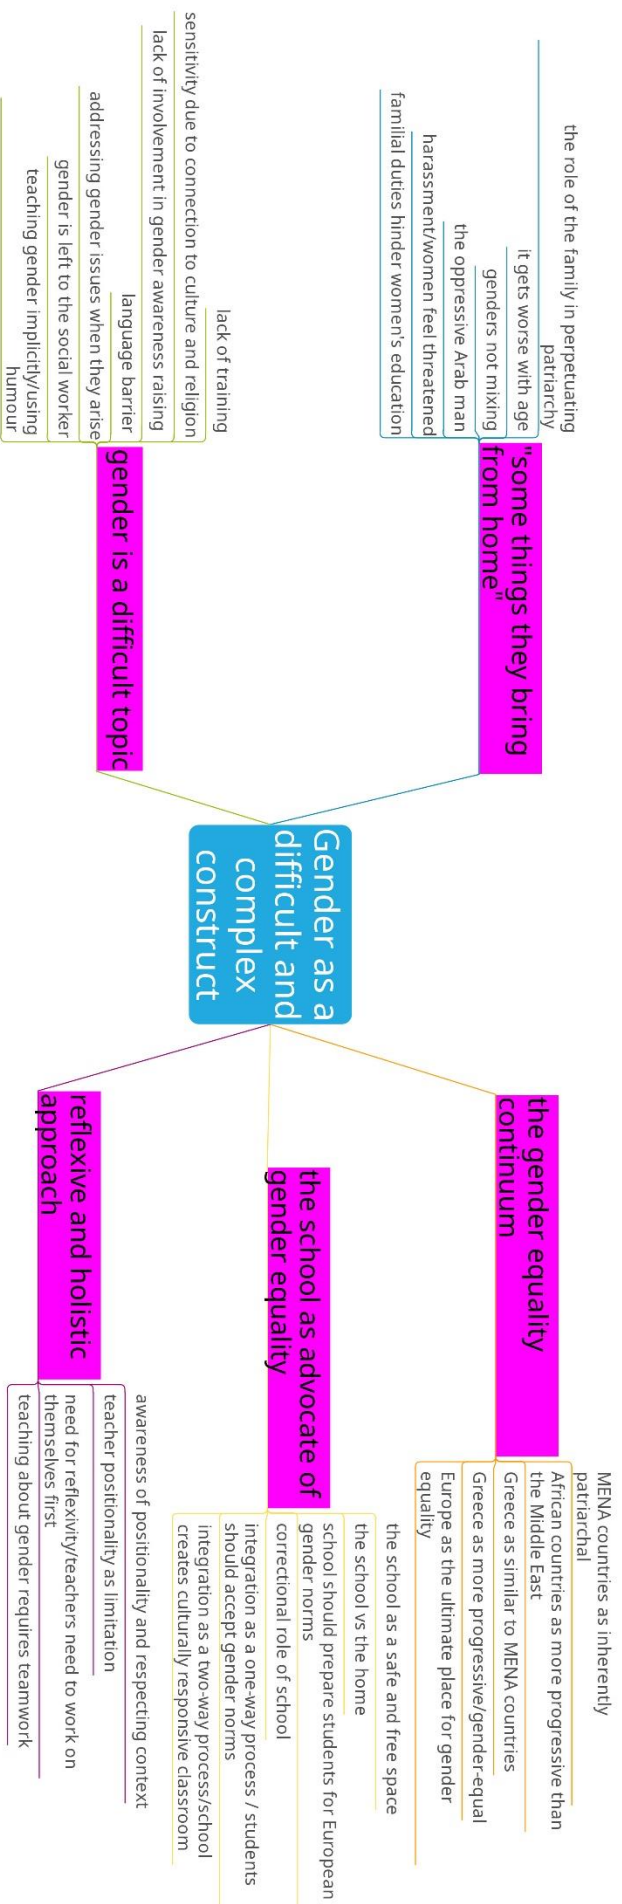 the role of the family in perpetuating
patriarchy
it gets worse with age
genders not mixing
the oppressive Arab man
harassment/women feel threatened
familial duties hinder women's education
"some things they bring
from home"
lack of training
sensitivity due to connection to culture and religion
lack of involvement in gender awareness raising
language barrier
addressing gender issues when they arise
gender is left to the social worker
teaching gender implicitly/using
humour
gender is a difficult topic
Gender as a
difficult and
complex
construct
the gender equality
continuum
MENA countries as inherently
patriarchal
African countries as more progressive than
the Middle East
Greece as similar to MENA countries
Greece as more progressive/gender-equal
Europe as the ultimate place for gender
equality
the school as advocate of
gender equality
the school as a safe and free space
the school vs the home
school should prepare students for European
gender norms
correctional role of school
integration as a one-way process / students
should accept gender norms
integration as a two-way process/school
creates culturally responsive classroom
reflexive and holistic
approach
awareness of positionality and respecting context
teacher positionality as limitation
need for reflexivity/teachers need to work on
themselves first
teaching about gender requires teamwork